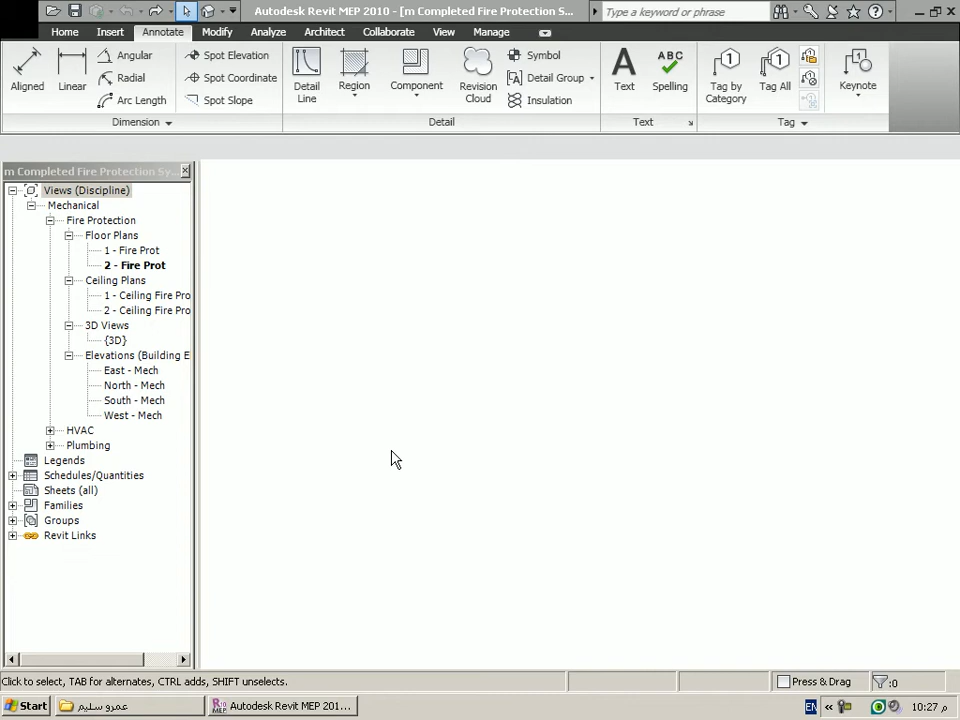 Autodesk Revit MEP 2010 - [m Completed Fire Protection S...
Type a keyword or phrase
Home Insert Annotate Modify Analyze Architect Collaborate View Manage
Aligned
Linear
Angular
Radial
Arc Length
Spot Elevation
Spot Coordinate
Spot Slope
Detail
Line
Region
Component
Revision
Cloud
Symbol
Detail Group
Insulation
Text
ABC
Spelling
Tag by
Category
Tag All
Keynote
Dimension
Detail
Text
Tag
m Completed Fire Protection Sy...
Views (Discipline)
Mechanical
Fire Protection
Floor Plans
1 - Fire Prot
2 - Fire Prot
Ceiling Plans
1 - Ceiling Fire Pro
2 - Ceiling Fire Pro
3D Views
{3D}
Elevations (Building E
East - Mech
North - Mech
South - Mech
West - Mech
HVAC
Plumbing
Legends
Schedules/Quantities
Sheets (all)
Families
Groups
Revit Links
Click to select, TAB for alternates, CTRL adds, SHIFT unselects.
Press & Drag
:0
Start
عمرو سليم
Autodesk Revit MEP 201...
EN
10:27 م